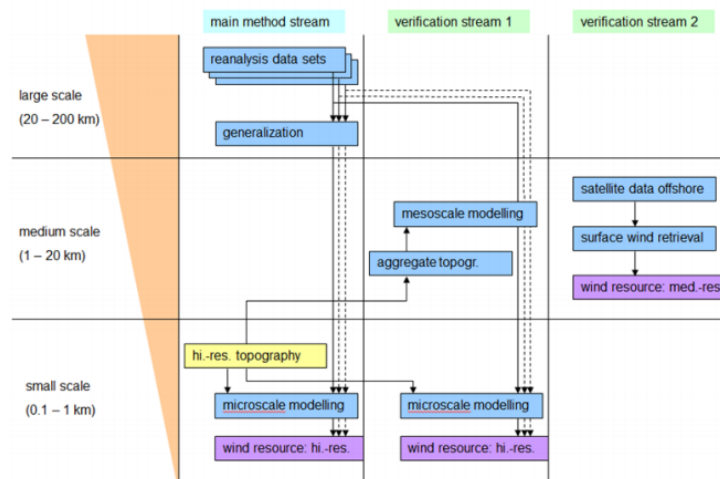 main method stream
verification stream 1
verification stream 2
reanalysis data sets
large scale
(20 – 200 km)
generalization
satellite data offshore
mesoscale modelling
medium scale
(1 – 20 km)
surface wind retrieval
aggregate topogr.
wind resource: med.-res
hi.-res. topography
small scale
(0.1 – 1 km)
microscale modelling
microscale modelling
wind resource: hi.-res.
wind resource: hi.-res.